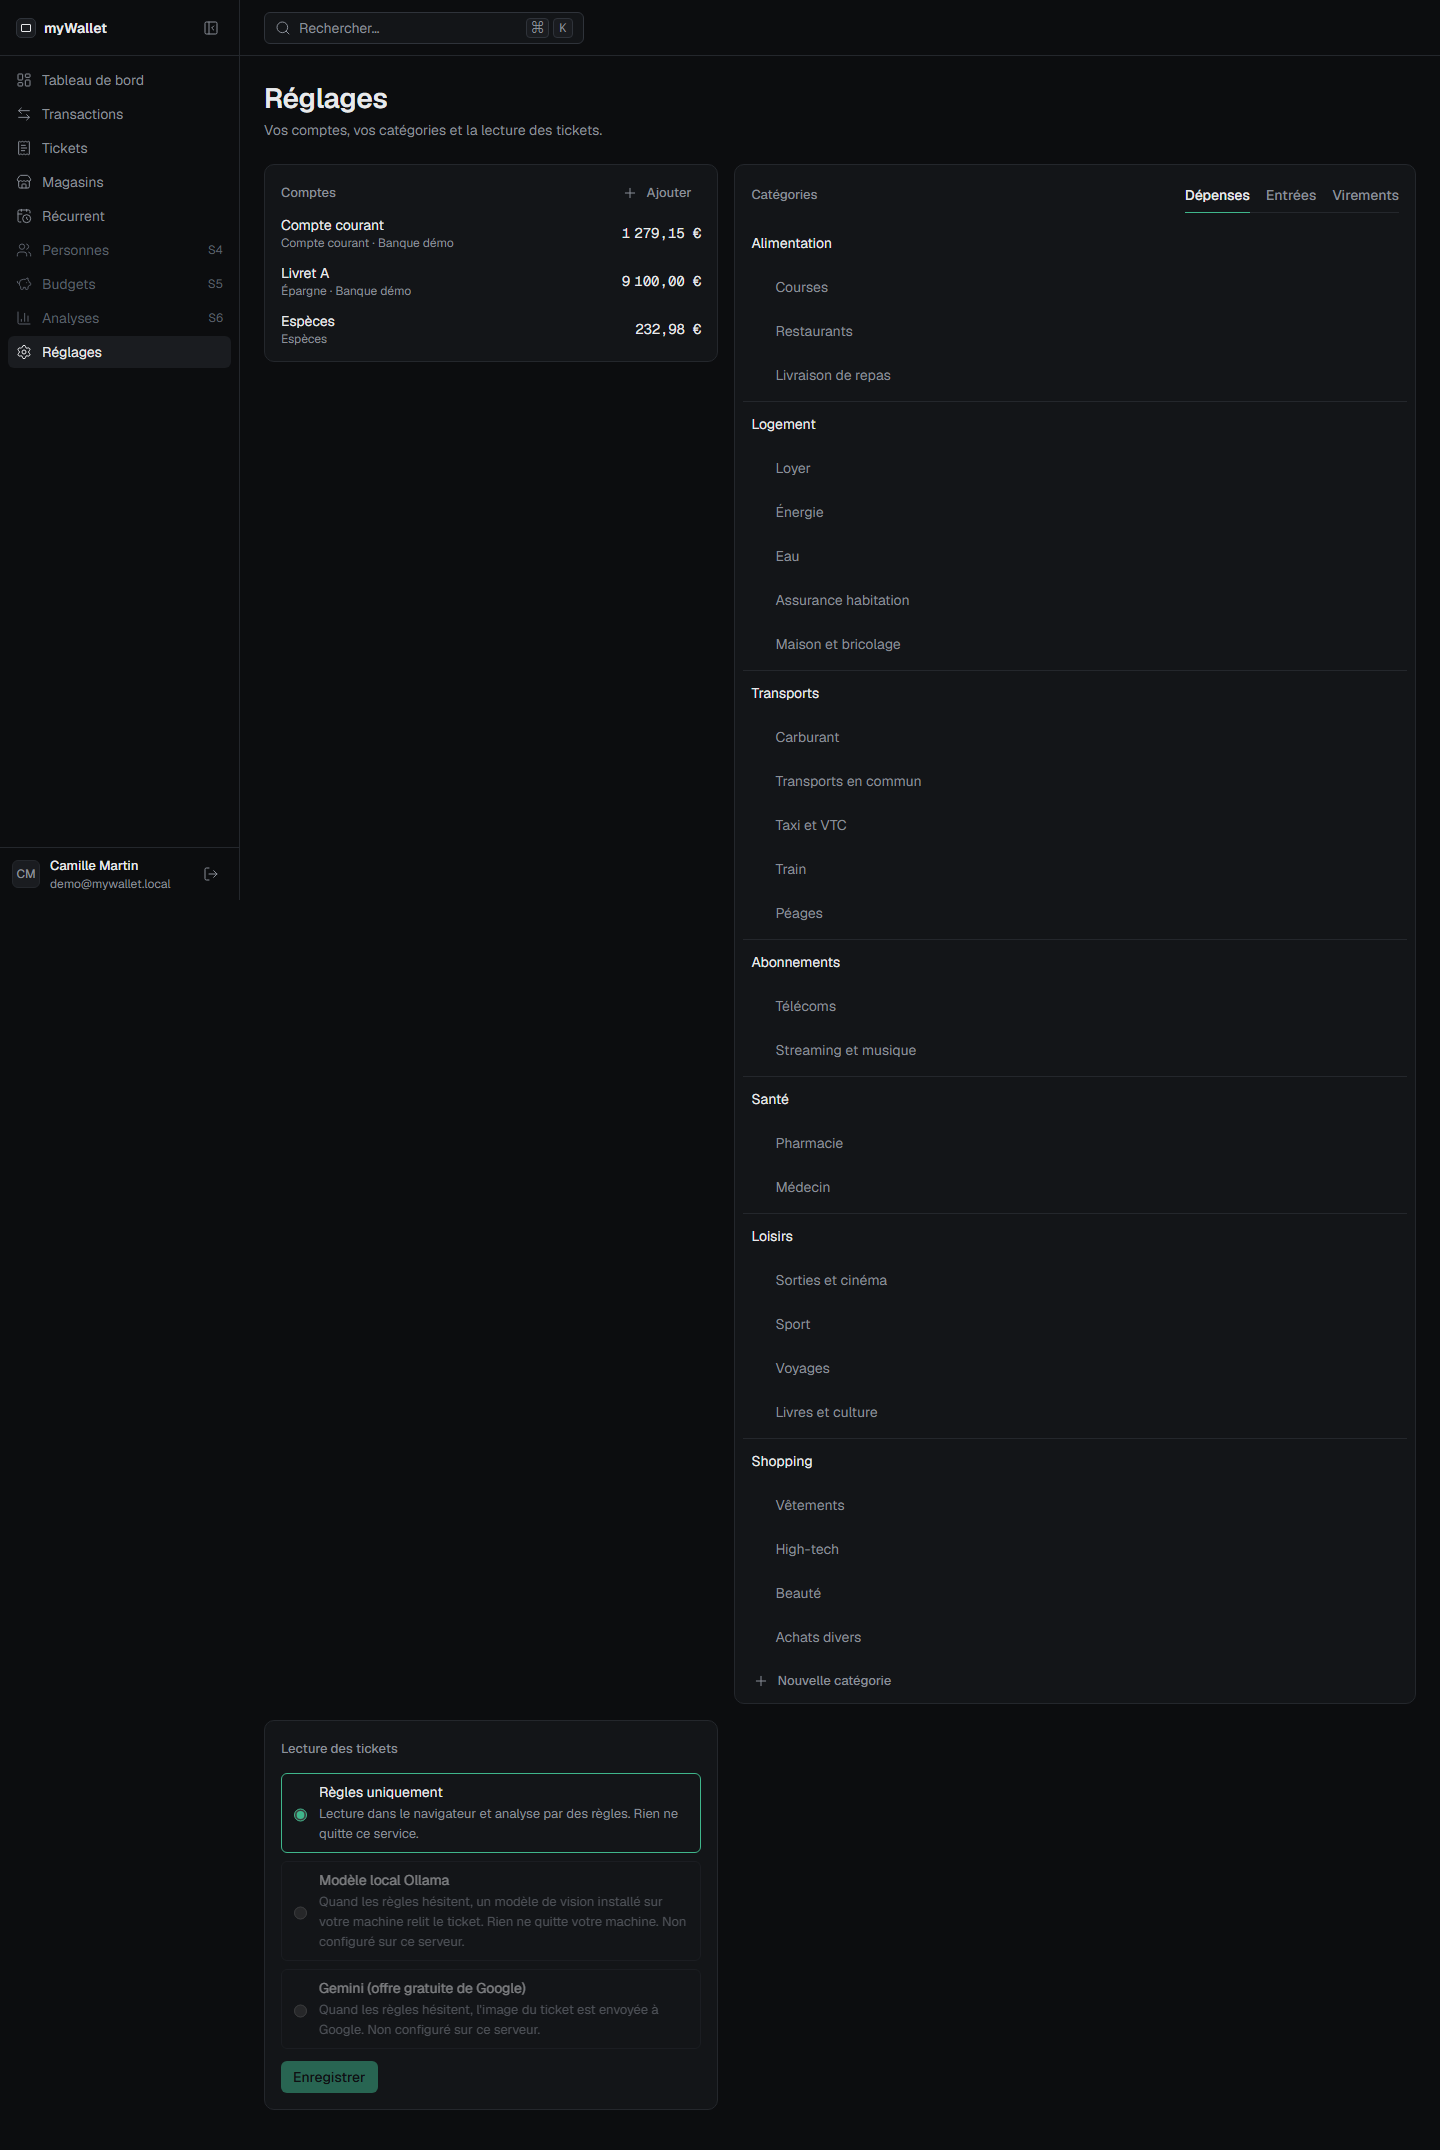 myWallet
Rechercher…
⌘ K
Tableau de bord
Transactions
Tickets
Magasins
Récurrent
Personnes S4
Budgets S5
Analyses S6
Réglages
CM
Camille Martin
demo@mywallet.local
Réglages
Vos comptes, vos catégories et la lecture des tickets.
Comptes
+ Ajouter
Compte courant
Compte courant · Banque démo
1 279,15 €
Livret A
Épargne · Banque démo
9 100,00 €
Espèces
Espèces
232,98 €
Catégories
Dépenses Entrées Virements
Alimentation
Courses
Restaurants
Livraison de repas
Logement
Loyer
Énergie
Eau
Assurance habitation
Maison et bricolage
Transports
Carburant
Transports en commun
Taxi et VTC
Train
Péages
Abonnements
Télécoms
Streaming et musique
Santé
Pharmacie
Médecin
Loisirs
Sorties et cinéma
Sport
Voyages
Livres et culture
Shopping
Vêtements
High-tech
Beauté
Achats divers
+ Nouvelle catégorie
Lecture des tickets
Règles uniquement
Lecture dans le navigateur et analyse par des règles. Rien ne
quitte ce service.
Modèle local Ollama
Quand les règles hésitent, un modèle de vision installé sur
votre machine relit le ticket. Rien ne quitte votre machine. Non
configuré sur ce serveur.
Gemini (offre gratuite de Google)
Quand les règles hésitent, l'image du ticket est envoyée à
Google. Non configuré sur ce serveur.
Enregistrer